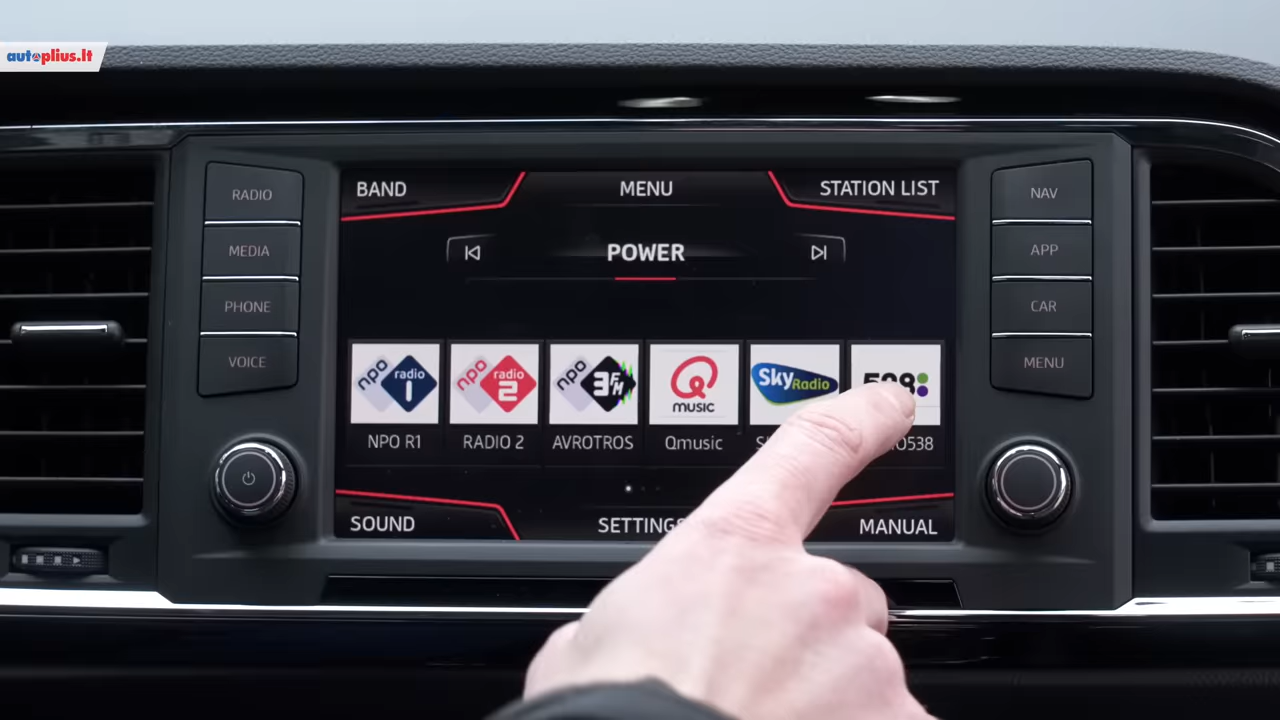 autoplius.lt
RADIO
MEDIA
PHONE
VOICE
BAND
MENU
STATION LIST
POWER
npo radio 1
npo radio 2
npo 3FM
Q MUSIC
Sky Radio
NPO R1
RADIO 2
AVROTROS
Qmusic
SOUND
SETTINGS
MANUAL
NAV
APP
CAR
MENU